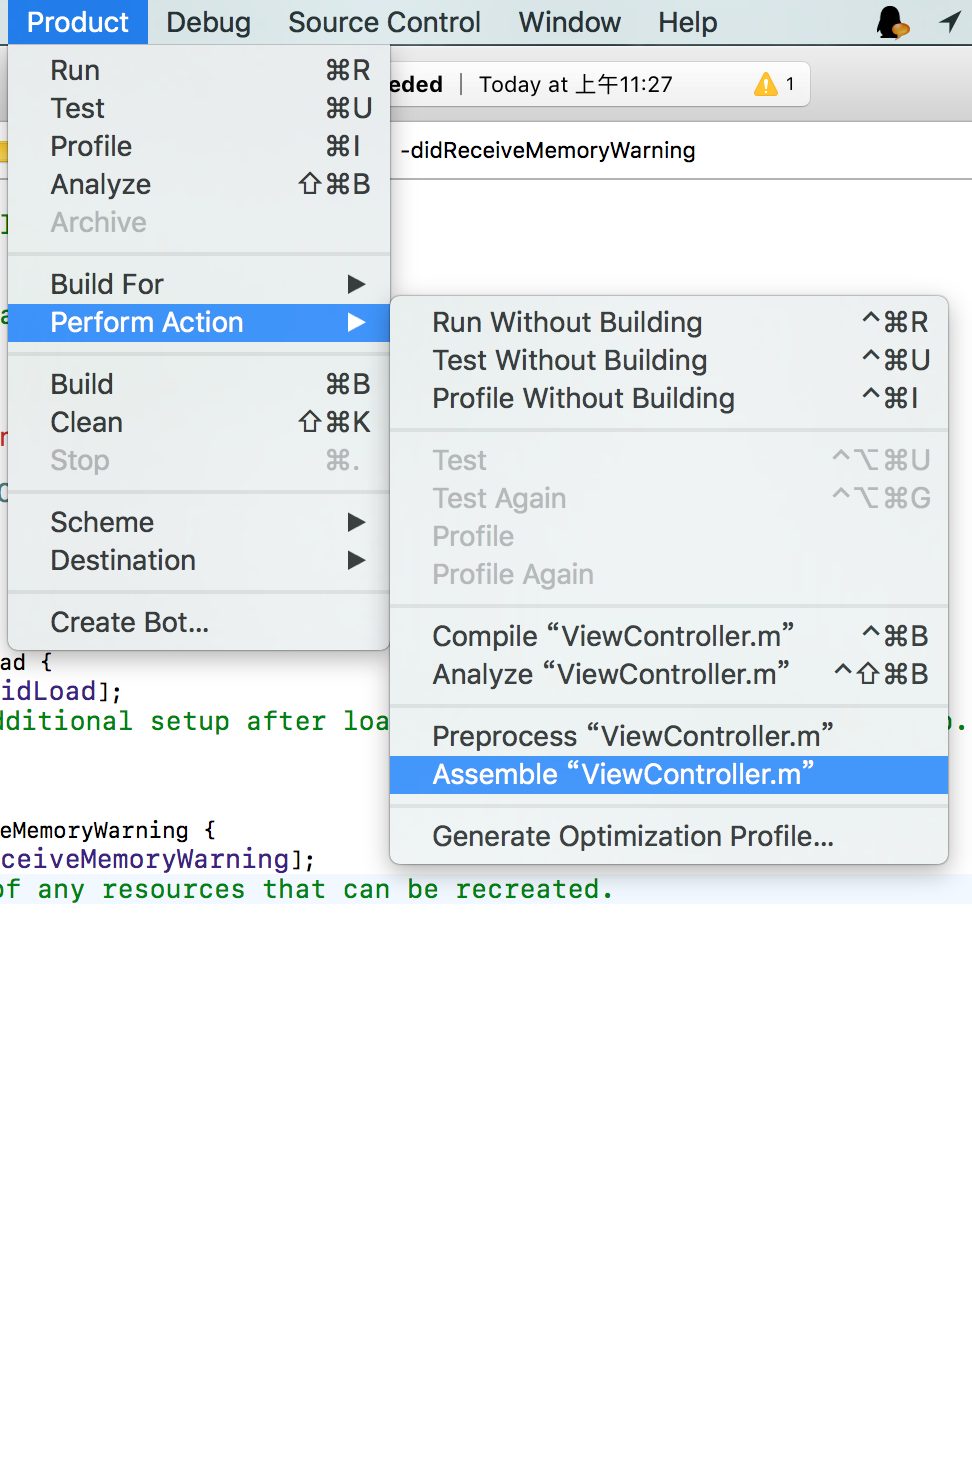 Product Debug Source Control Window Help
Run ⌘R
eded | Today at 上午11:27 1
Test ⌘U
Profile ⌘I
-didReceiveMemoryWarning
Analyze ⇧⌘B
Archive
Build For ▶
Perform Action ▶
Run Without Building ^⌘R
Test Without Building ^⌘U
Build ⌘B
Profile Without Building ^⌘I
Clean ⇧⌘K
Stop ⌘.
Test ^⌥⌘U
Test Again ^⌥⌘G
Scheme ▶
Profile
Destination ▶
Profile Again
Create Bot...
Compile “ViewController.m” ^⌘B
ad {
Analyze “ViewController.m” ^⇧⌘B
idLoad];
dditional setup after loa
Preprocess “ViewController.m”
Assemble “ViewController.m”
eMemoryWarning {
Generate Optimization Profile...
ceiveMemoryWarning];
of any resources that can be recreated.